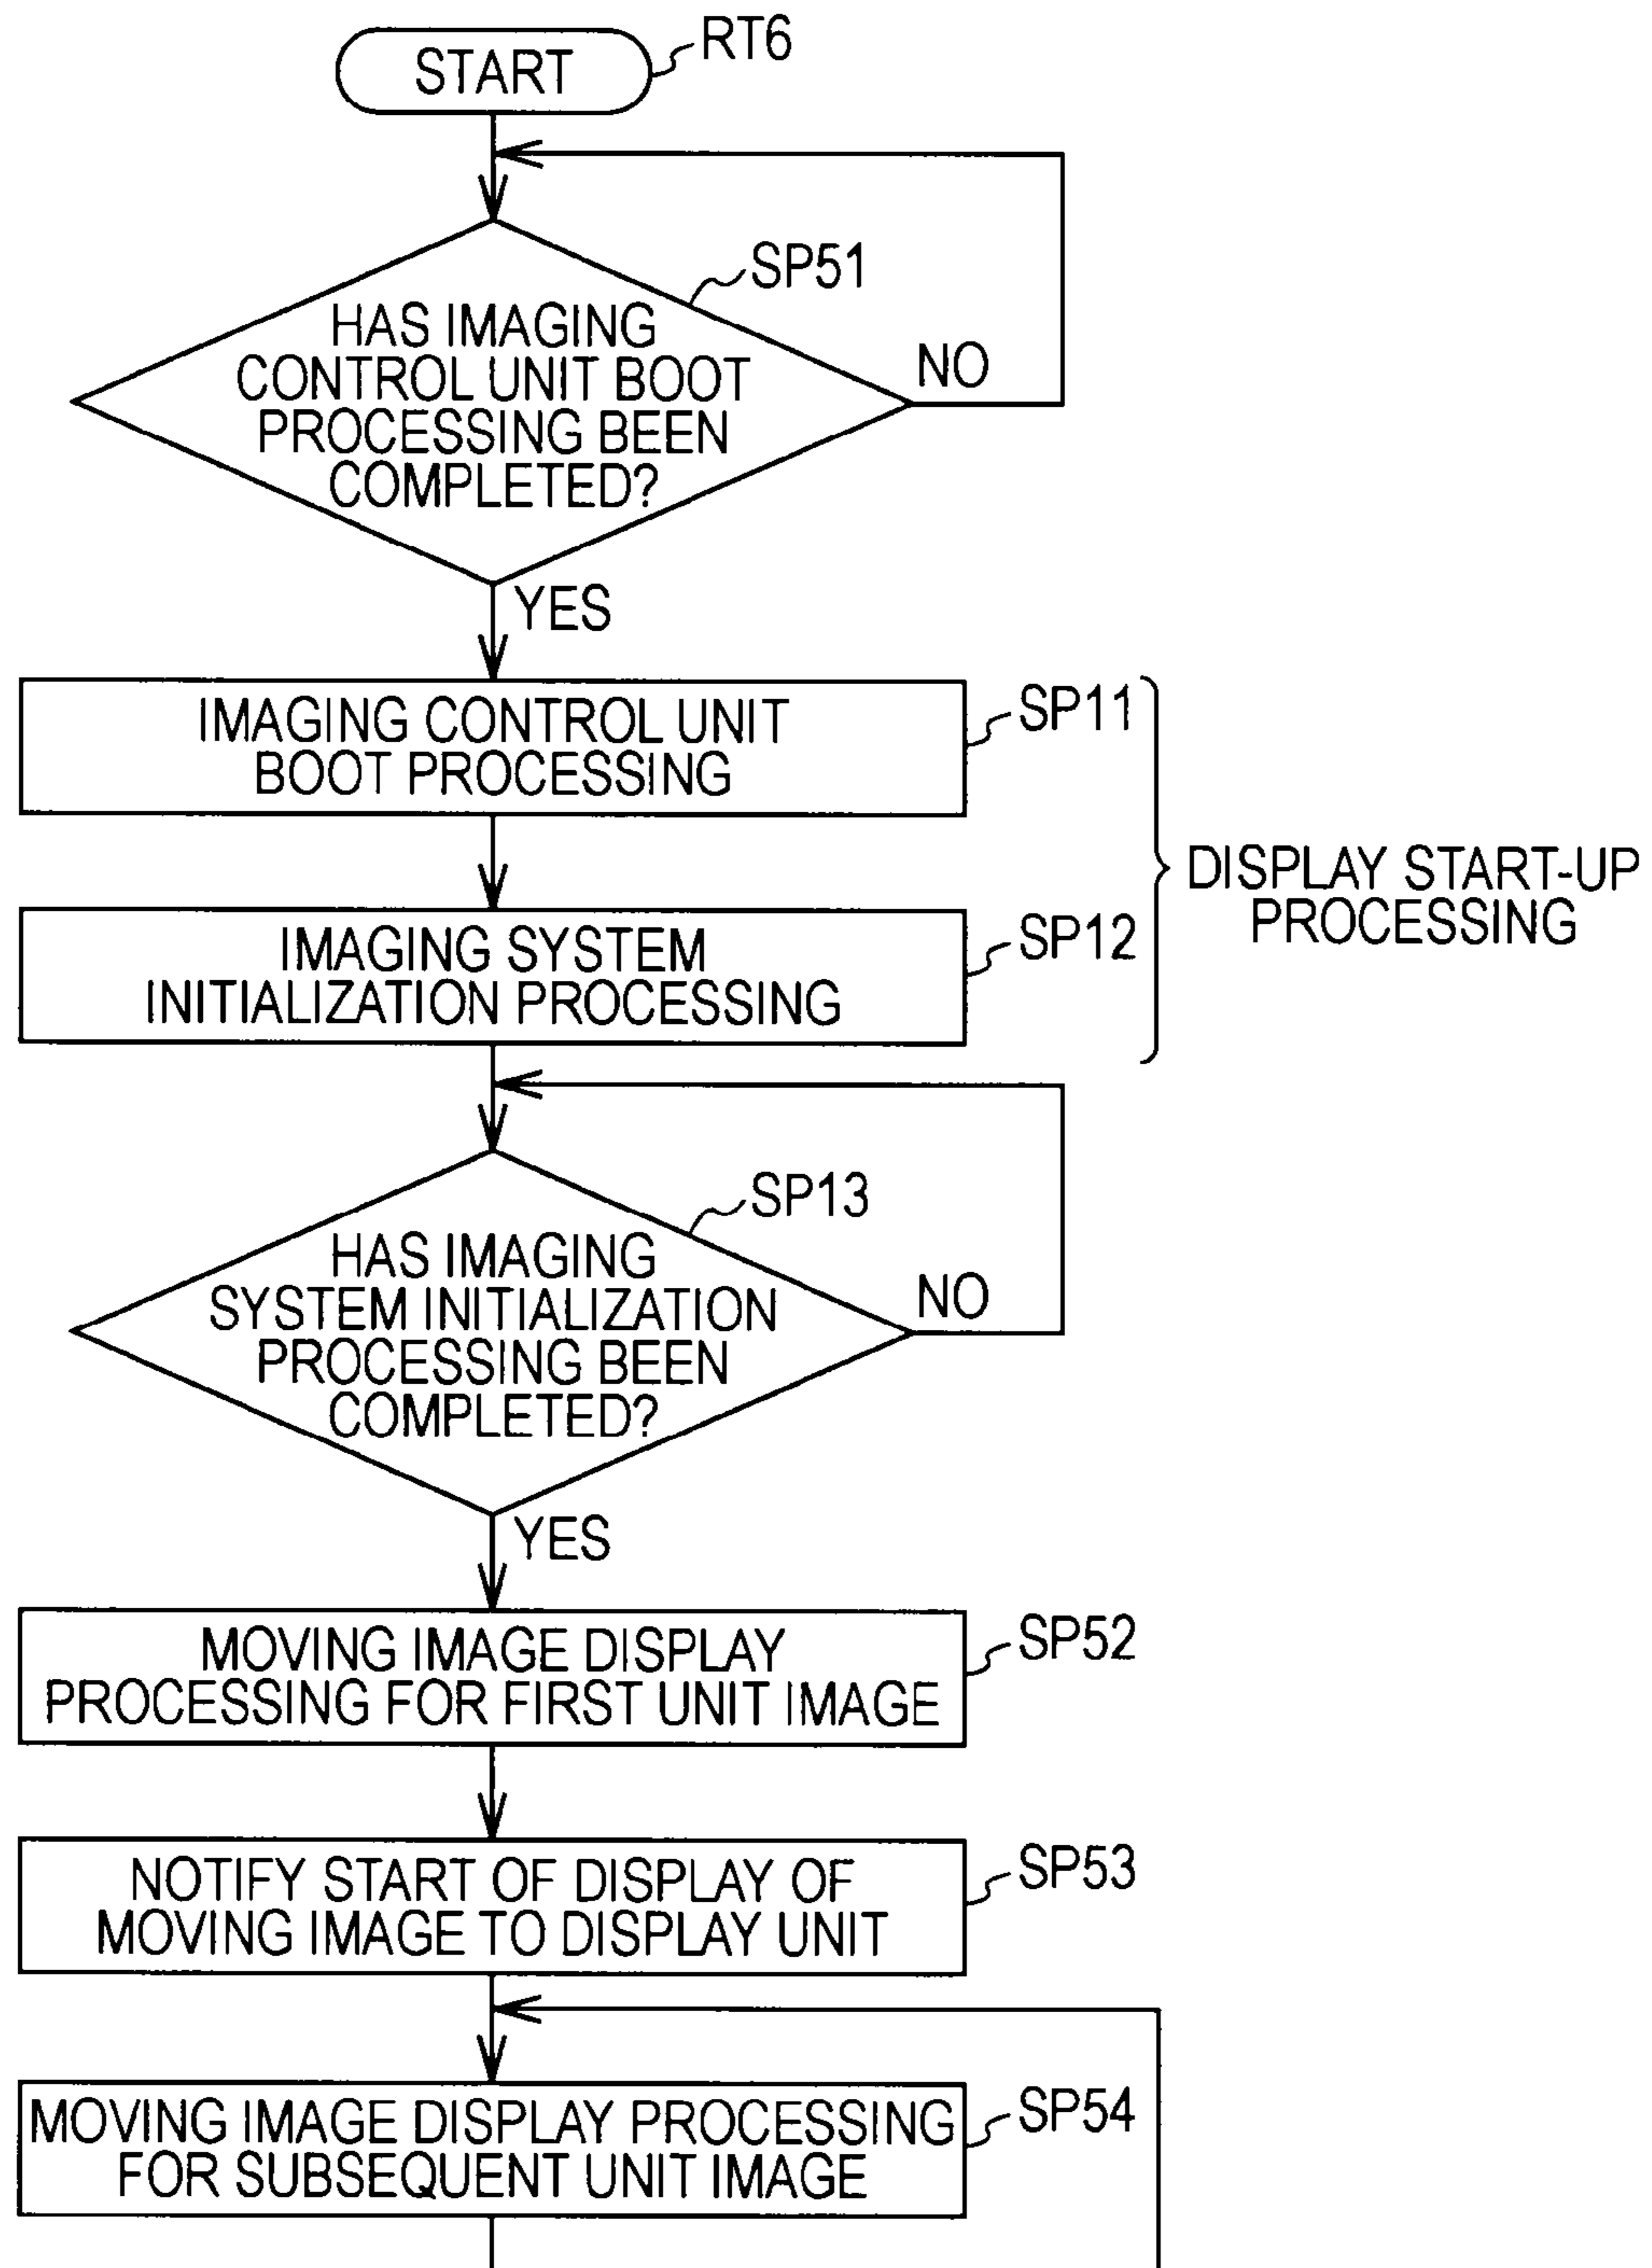 START
RT6
SP51
HAS IMAGING
CONTROL UNIT BOOT
PROCESSING BEEN
COMPLETED?
NO
YES
IMAGING CONTROL UNIT
BOOT PROCESSING
SP11
IMAGING SYSTEM
INITIALIZATION PROCESSING
SP12
DISPLAY START-UP
PROCESSING
SP13
HAS IMAGING
SYSTEM INITIALIZATION
PROCESSING BEEN
COMPLETED?
NO
YES
MOVING IMAGE DISPLAY
PROCESSING FOR FIRST UNIT IMAGE
SP52
NOTIFY START OF DISPLAY OF
MOVING IMAGE TO DISPLAY UNIT
SP53
MOVING IMAGE DISPLAY PROCESSING
FOR SUBSEQUENT UNIT IMAGE
SP54